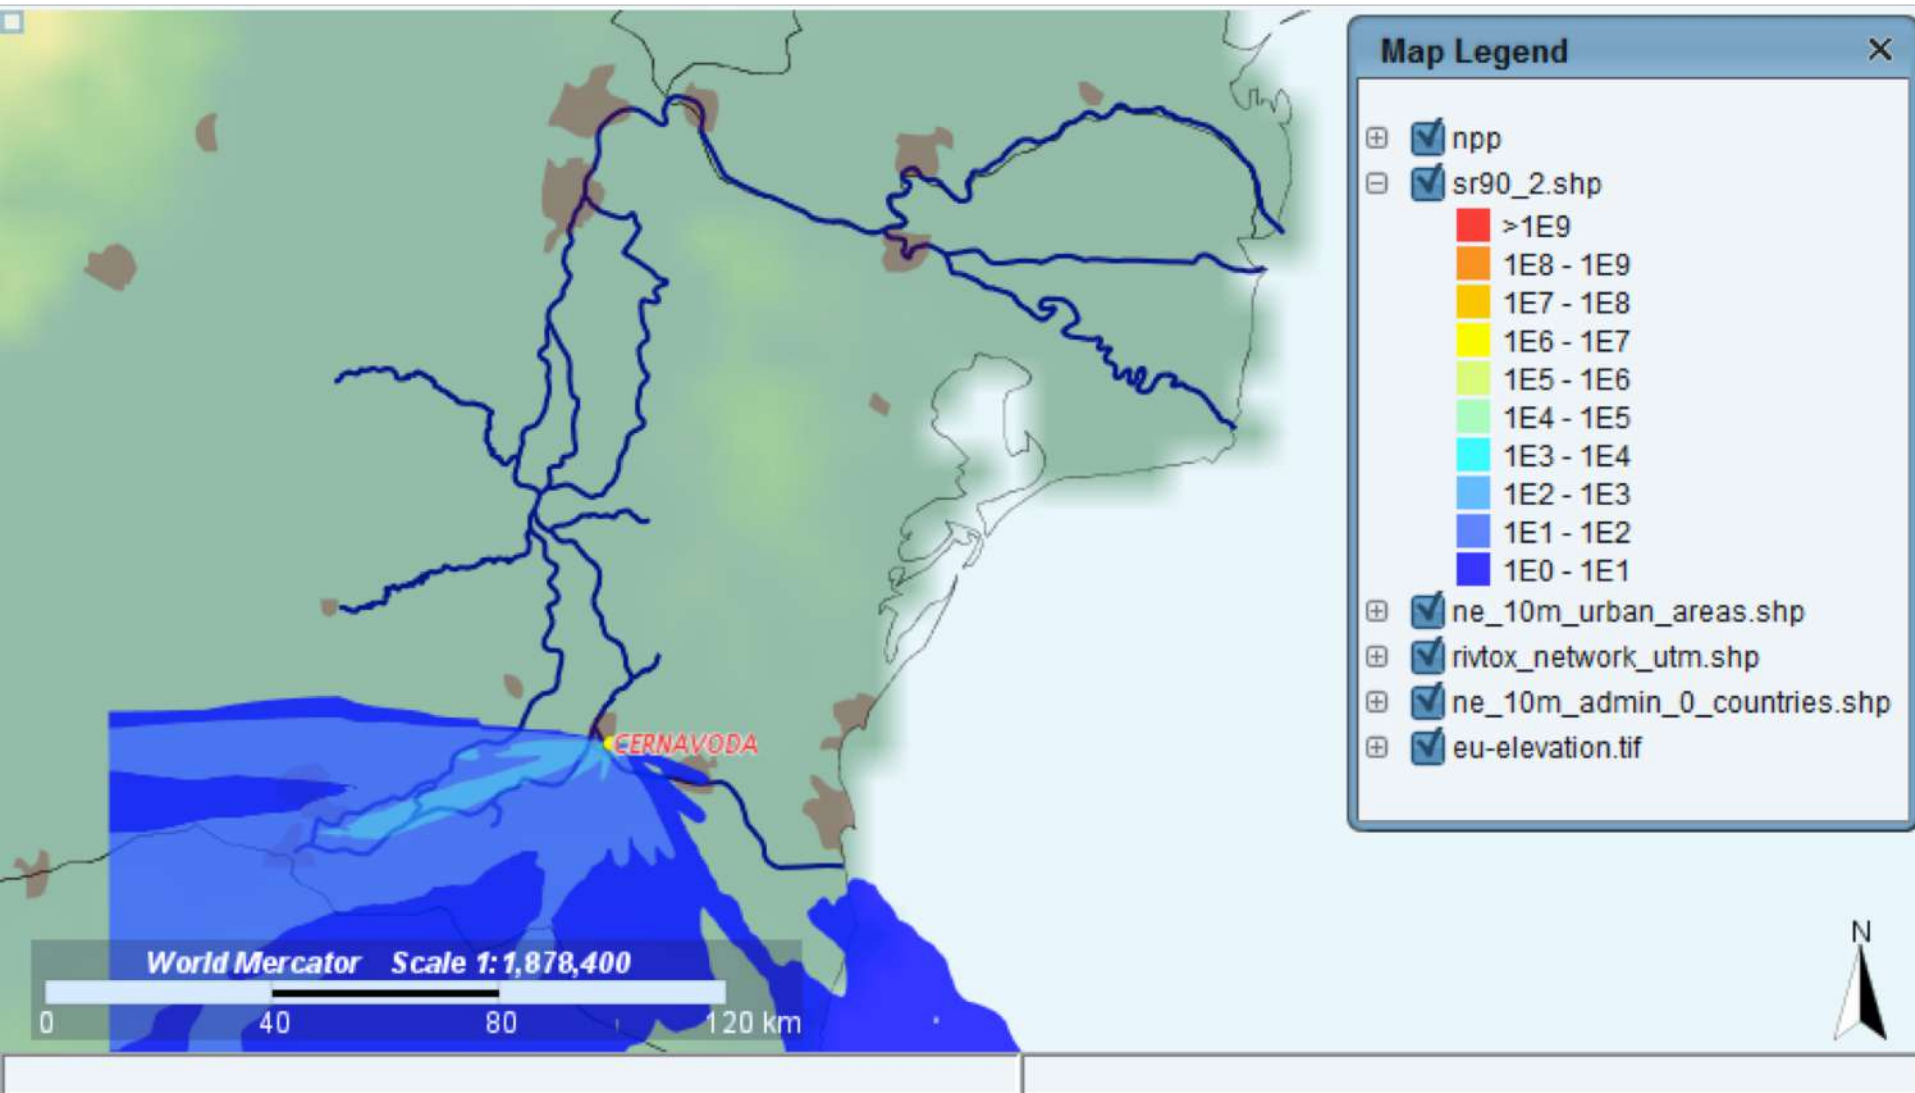 Map Legend
npp
sr90_2.shp
>1E9
1E8 - 1E9
1E7 - 1E8
1E6 - 1E7
1E5 - 1E6
1E4 - 1E5
1E3 - 1E4
1E2 - 1E3
1E1 - 1E2
1E0 - 1E1
ne_10m_urban_areas.shp
rivtox_network_utm.shp
ne_10m_admin_0_countries.shp
eu-elevation.tif
CERNAVODA
World Mercator Scale 1:1,878,400
0 40 80 120 km
N